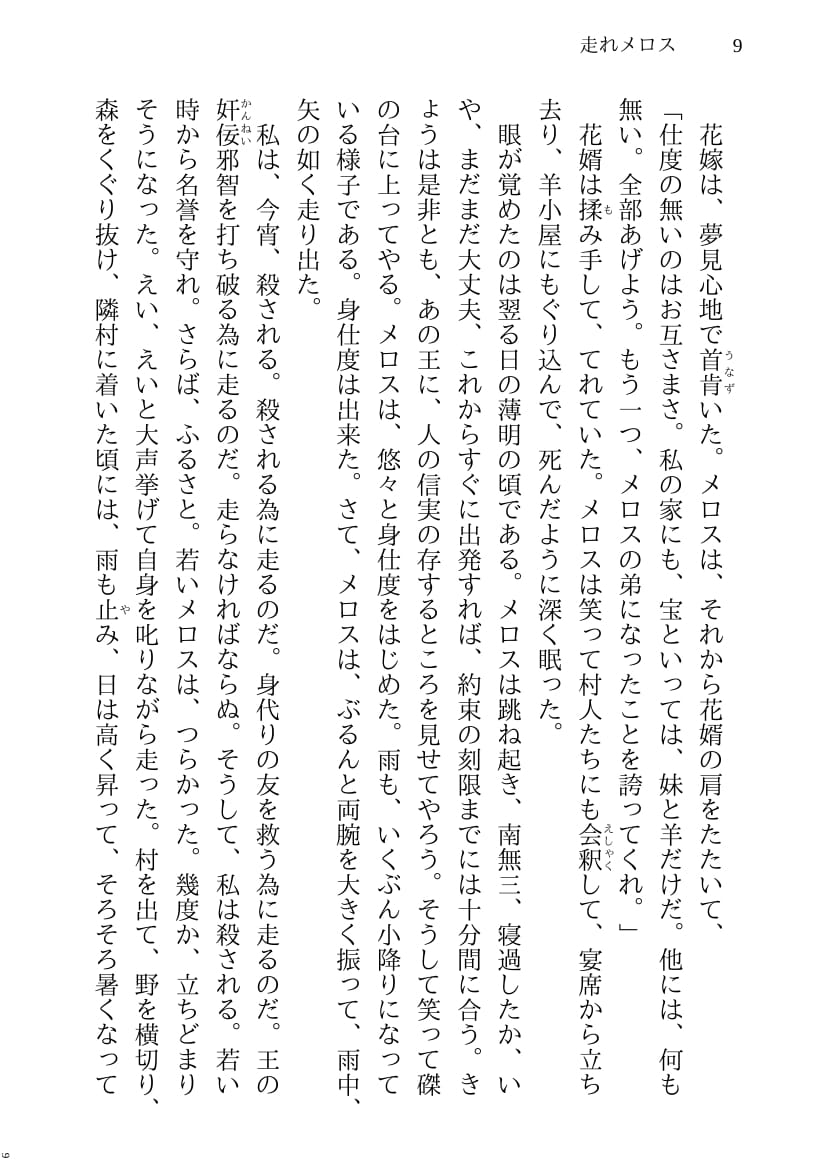 走れメロス 9
花嫁は、夢見心地で首肯いた。メロスは、それから花婿の肩をたたいて、
「仕度の無いのはお互さまさ。私の家にも、宝といっては、妹と羊だけだ。他には、何も
無い。全部あげよう。もう一つ、メロスの弟になったことを誇ってくれ。」
花婿は揉み手して、てれていた。メロスは笑って村人たちにも会釈して、宴席から立ち
去り、羊小屋にもぐり込んで、死んだように深く眠った。
眼が覚めたのは翌る日の薄明の頃である。メロスは跳ね起き、南無三、寝過したか、い
や、まだまだ大丈夫、これからすぐに出発すれば、約束の刻限までには十分間に合う。き
ょうは是非とも、あの王に、人の信実の存するところを見せてやろう。そうして笑って磔
の台に上ってやる。メロスは、悠々と身仕度をはじめた。雨も、いくぶん小降りになって
いる様子である。身仕度は出来た。さて、メロスは、ぶるんと両腕を大きく振って、雨中、
矢の如く走り出た。
私は、今宵、殺される。殺される為に走るのだ。身代りの友を救う為に走るのだ。王の
奸佞邪智を打ち破る為に走るのだ。走らなければならぬ。そうして、私は殺される。若い
時から名誉を守れ。さらば、ふるさと。若いメロスは、つらかった。幾度か、立ちどまり
そうになった。えい、えいと大声挙げて自身を叱りながら走った。村を出て、野を横切り、
森をくぐり抜け、隣村に着いた頃には、雨も止み、日は高く昇って、そろそろ暑くなって
9